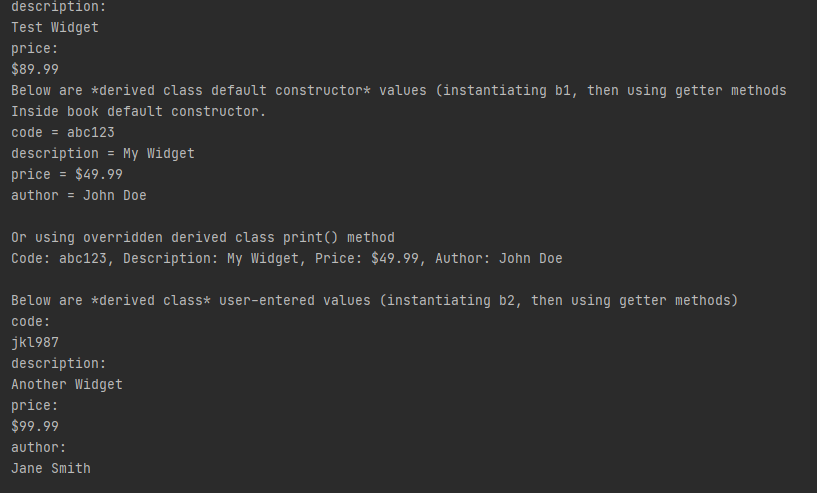 description:
Test Widget
price:
$89.99
Below are *derived class default constructor* values (instantiating b1, then using getter methods
Inside book default constructor.
code = abc123
description = My Widget
price = $49.99
author = John Doe
Or using overridden derived class print() method
Code: abc123, Description: My Widget, Price: $49.99, Author: John Doe
Below are *derived class* user-entered values (instantiating b2, then using getter methods)
code:
jkl987
description:
Another Widget
price:
$99.99
author:
Jane Smith